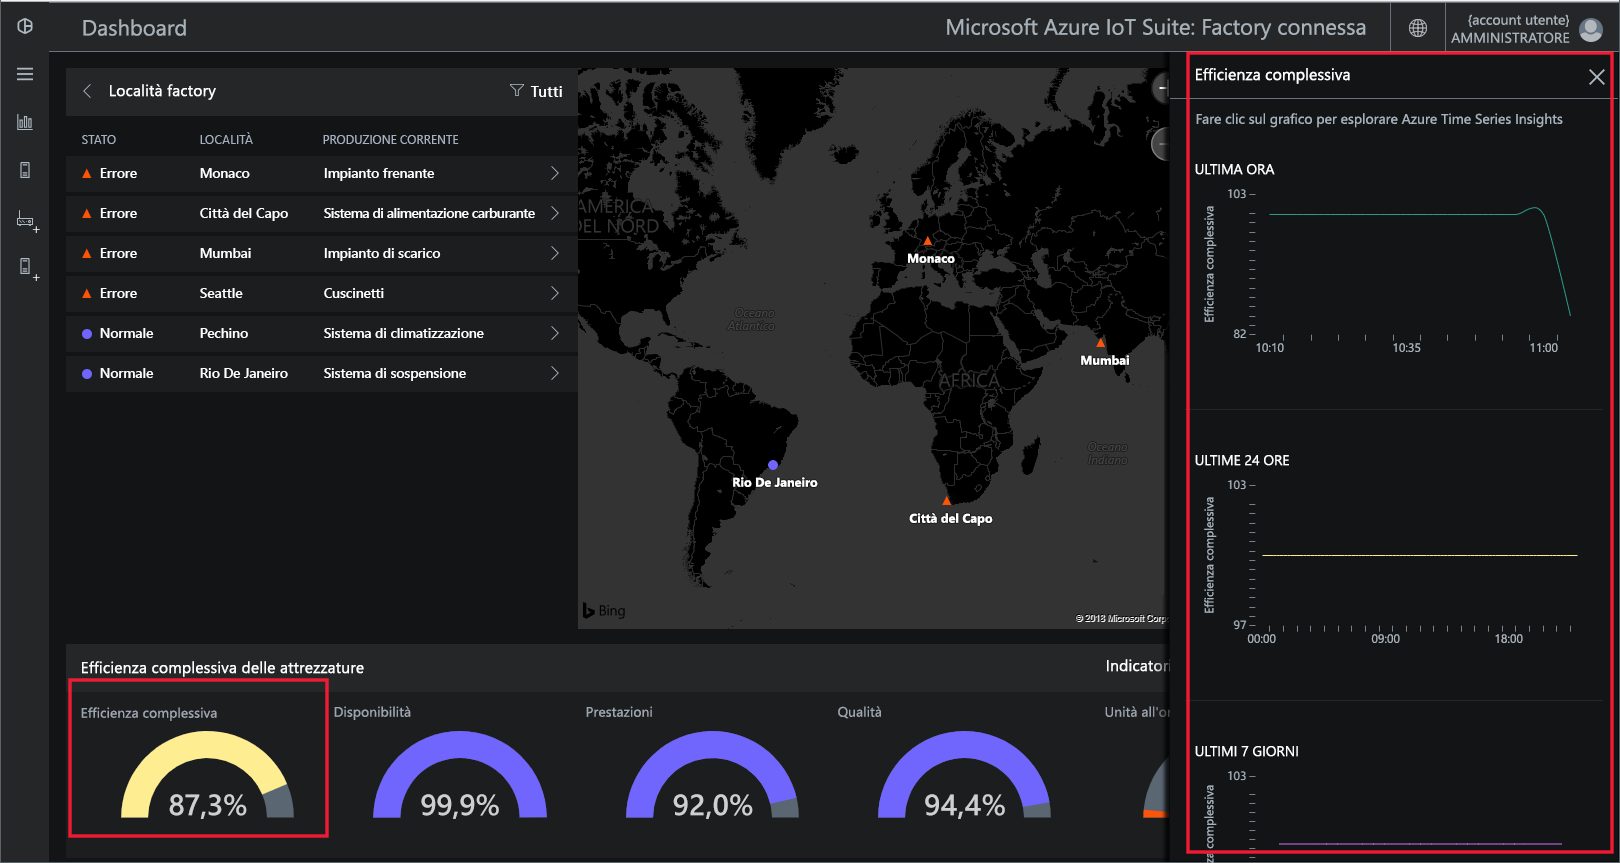 Dashboard
Microsoft Azure IoT Suite: Factory connessa
{account utente}
AMMINISTRATORE
Località factory
Tutti
STATO LOCALITÀ PRODUZIONE CORRENTE
Errore Monaco Impianto frenante
Errore Città del Capo Sistema di alimentazione carburante
Errore Mumbai Impianto di scarico
Errore Seattle Cuscinetti
Normale Pechino Sistema di climatizzazione
Normale Rio De Janeiro Sistema di sospensione
AMERICA
DEL NORD
Oceano
Atlantico
Monaco
Mumbai
AFRICA
Oceano
Indiano
Rio De Janeiro
Città del Capo
Bing
© 2018 Microsoft Corpo
Efficienza complessiva delle attrezzature
Indicatori
Efficienza complessiva
87,3%
Disponibilità
99,9%
Prestazioni
92,0%
Qualità
94,4%
Unità all'or
Efficienza complessiva
Fare clic sul grafico per esplorare Azure Time Series Insights
ULTIMA ORA
103
Efficienza complessiva
82
10:10 10:35 11:00
ULTIME 24 ORE
103
Efficienza complessiva
97
00:00 09:00 18:00
ULTIMI 7 GIORNI
103
za complessiva